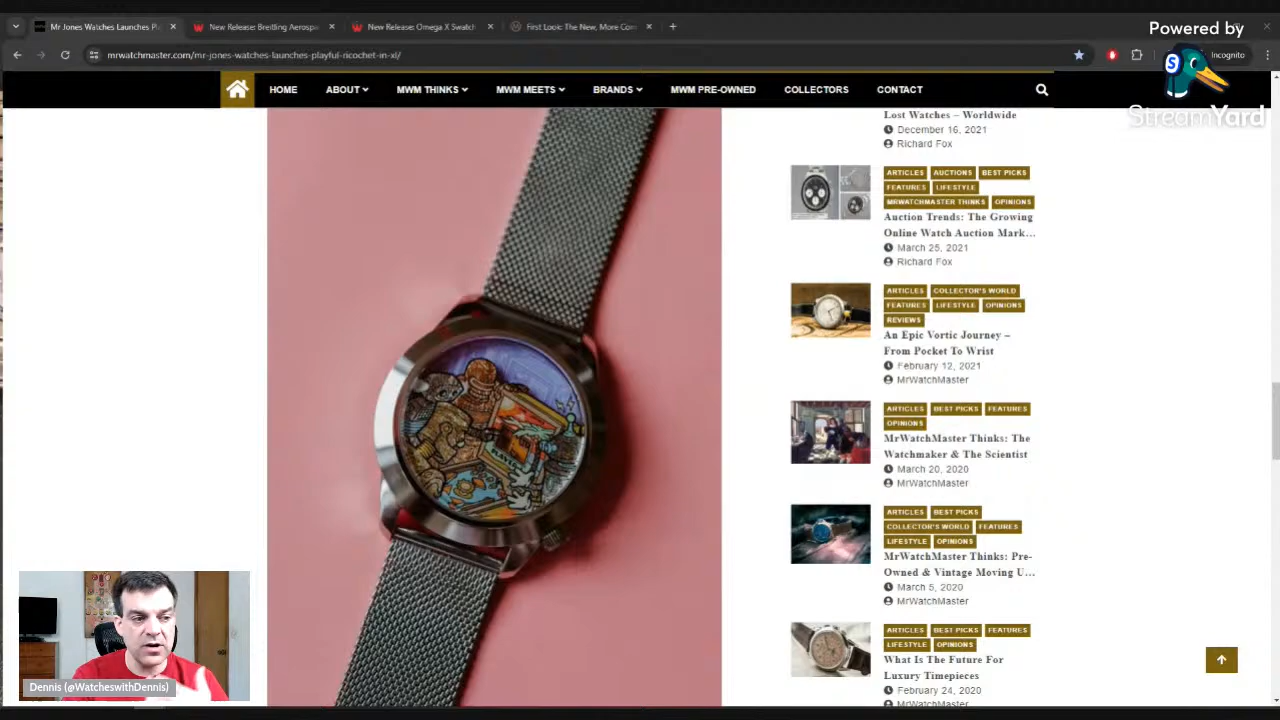 Mr Jones Watches Launches Pl
New Release: Breitling Aerosp
New Release: Omega X Swatch
First Look: The New, More Com
Powered by
mrwatchmaster.com/mr-jones-watches-launches-playful-ricochet-in-xl/
Incognito
S
StreamYard
HOME
ABOUT
MWM THINKS
MWM MEETS
BRANDS
MWM PRE-OWNED
COLLECTORS
CONTACT
Lost Watches – Worldwide
December 16, 2021
Richard Fox
ARTICLES AUCTIONS BEST PICKS
FEATURES LIFESTYLE
MRWATCHMASTER THINKS OPINIONS
Auction Trends: The Growing
Online Watch Auction Mark...
March 25, 2021
Richard Fox
ARTICLES COLLECTOR'S WORLD
FEATURES LIFESTYLE OPINIONS
REVIEWS
An Epic Vortic Journey –
From Pocket To Wrist
February 12, 2021
MrWatchMaster
ARTICLES BEST PICKS FEATURES
OPINIONS
MrWatchMaster Thinks: The
Watchmaker & The Scientist
March 20, 2020
MrWatchMaster
ARTICLES BEST PICKS
COLLECTOR'S WORLD FEATURES
LIFESTYLE OPINIONS
MrWatchMaster Thinks: Pre-
Owned & Vintage Moving U...
March 5, 2020
MrWatchMaster
ARTICLES BEST PICKS FEATURES
LIFESTYLE OPINIONS
What Is The Future For
Luxury Timepieces
February 24, 2020
MrWatchMaster
Dennis (@WatcheswithDennis)